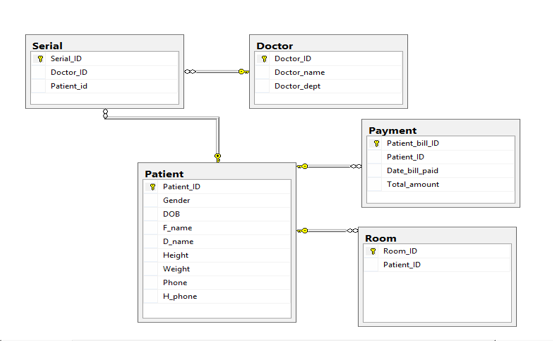 Serial
Serial_ID
Doctor_ID
Patient_id
Doctor
Doctor_ID
Doctor_name
Doctor_dept
Payment
Patient_bill_ID
Patient_ID
Date_bill_paid
Total_amount
Patient
Patient_ID
Gender
DOB
F_name
D_name
Height
Weight
Phone
H_phone
Room
Room_ID
Patient_ID